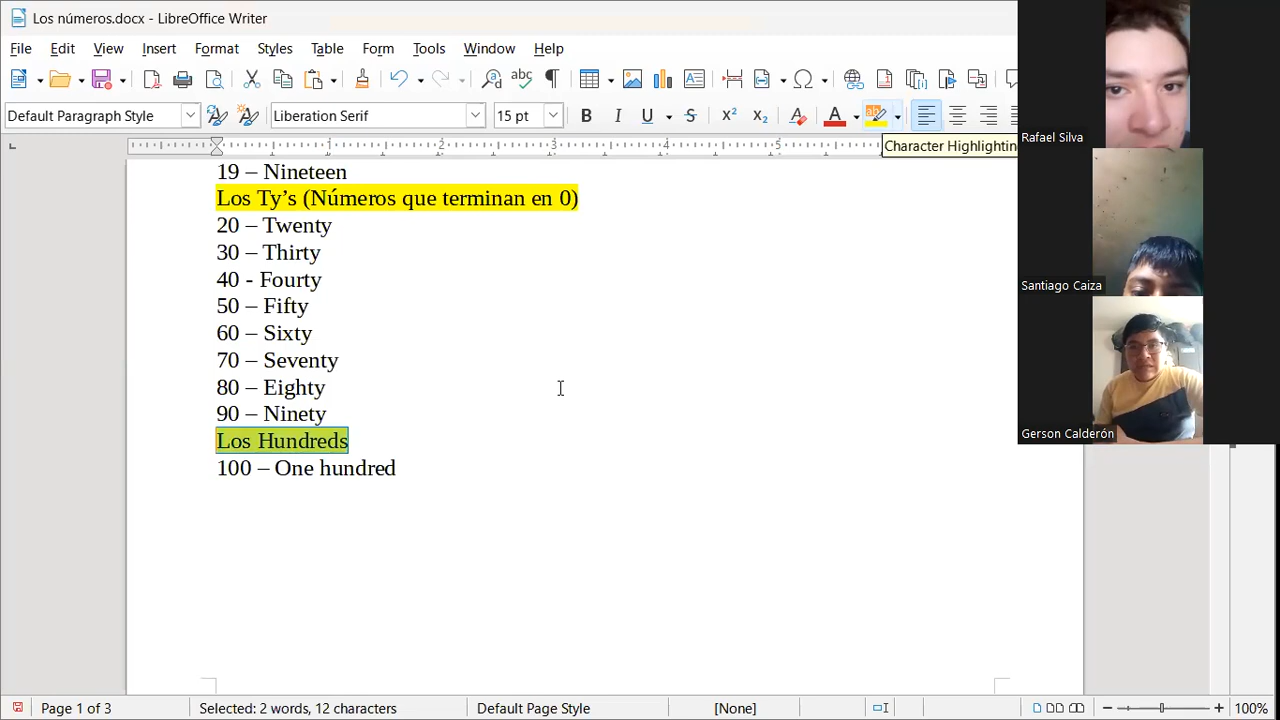 Los números.docx - LibreOffice Writer
File Edit View Insert Format Styles Table Form Tools Window Help
Default Paragraph Style Liberation Serif 15 pt
Character Highlightin
19 – Nineteen
Los Ty’s (Números que terminan en 0)
20 – Twenty
30 – Thirty
40 - Fourty
50 – Fifty
60 – Sixty
70 – Seventy
80 – Eighty
90 – Ninety
Los Hundreds
100 – One hundred
Rafael Silva
Santiago Caiza
Gerson Calderón
Page 1 of 3 Selected: 2 words, 12 characters Default Page Style [None] 100%